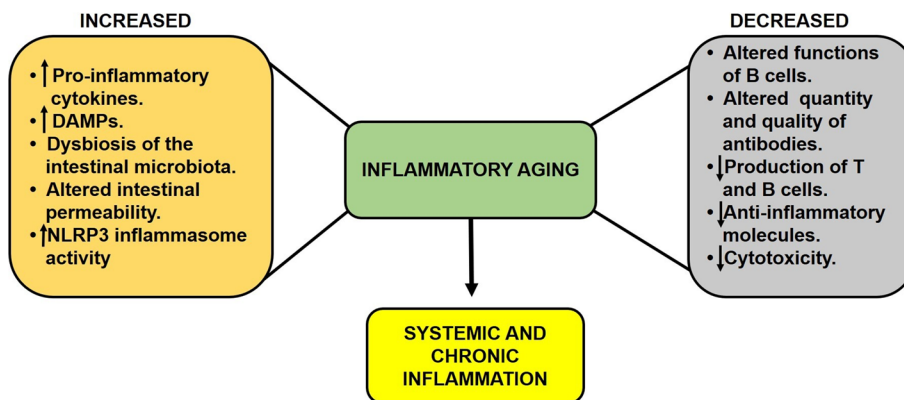 INCREASED
• ↑Pro-inflammatory
cytokines.
• ↑DAMPs.
• Dysbiosis of the
intestinal microbiota.
• Altered intestinal
permeability.
• ↑NLRP3 inflammasome
activity
INFLAMMATORY AGING
SYSTEMIC AND
CHRONIC
INFLAMMATION
DECREASED
• Altered functions
of B cells.
• Altered quantity
and quality of
antibodies.
• ↓Production of T
and B cells.
• ↓Anti-inflammatory
molecules.
• ↓Cytotoxicity.